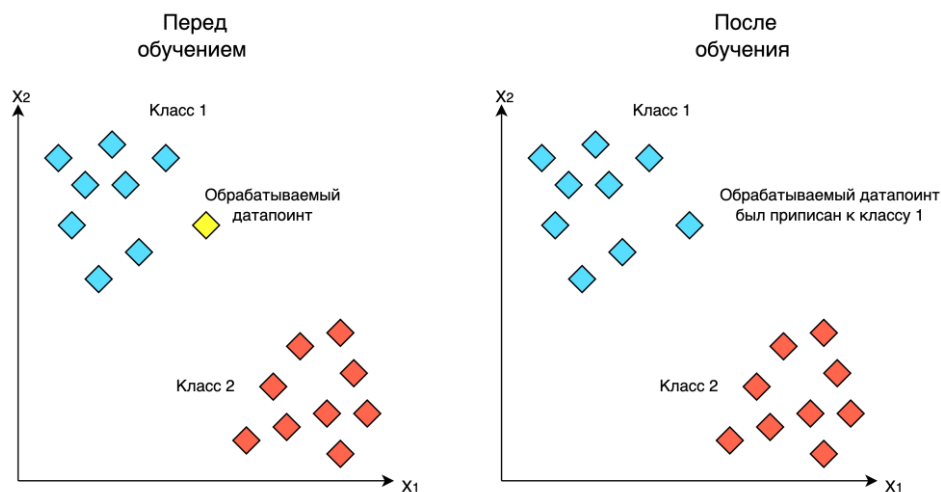 Перед
обучением
X2
Класс 1
Обрабатываемый
датапоинт
Класс 2
X1
После
обучения
X2
Класс 1
Обрабатываемый датапоинт
был приписан к классу 1
Класс 2
X1